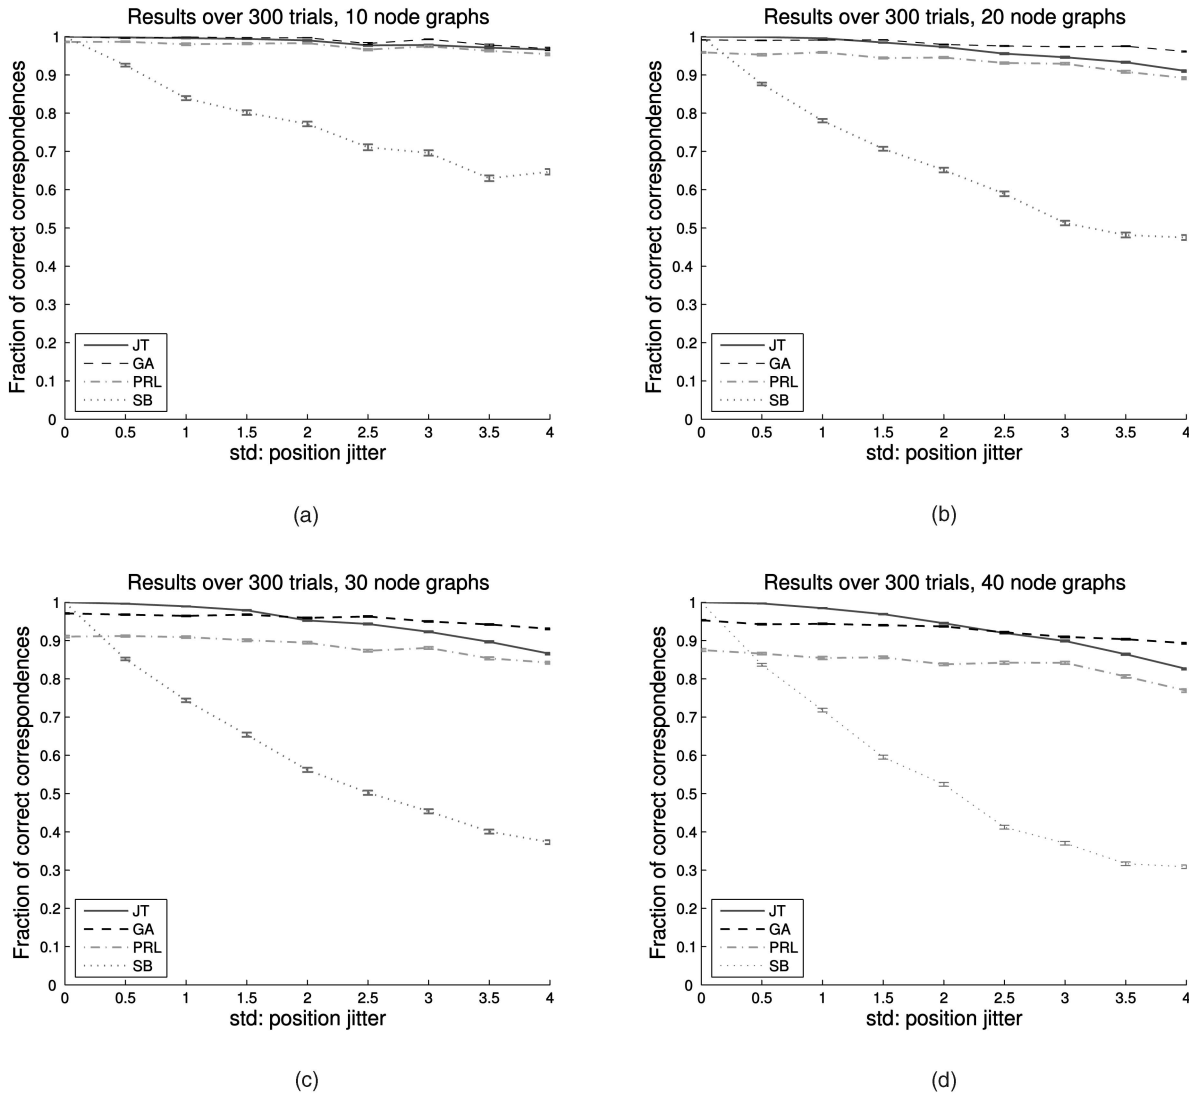 Results over 300 trials, 10 node graphs
Fraction of correct correspondences
1
0.9
0.8
0.7
0.6
0.5
0.4
0.3
0.2
0.1
0
JT
GA
PRL
SB
0 0.5 1 1.5 2 2.5 3 3.5 4
std: position jitter
(a)
Results over 300 trials, 20 node graphs
Fraction of correct correspondences
1
0.9
0.8
0.7
0.6
0.5
0.4
0.3
0.2
0.1
0
JT
GA
PRL
SB
0 0.5 1 1.5 2 2.5 3 3.5 4
std: position jitter
(b)
Results over 300 trials, 30 node graphs
Fraction of correct correspondences
1
0.9
0.8
0.7
0.6
0.5
0.4
0.3
0.2
0.1
0
JT
GA
PRL
SB
0 0.5 1 1.5 2 2.5 3 3.5 4
std: position jitter
(c)
Results over 300 trials, 40 node graphs
Fraction of correct correspondences
1
0.9
0.8
0.7
0.6
0.5
0.4
0.3
0.2
0.1
0
JT
GA
PRL
SB
0 0.5 1 1.5 2 2.5 3 3.5 4
std: position jitter
(d)